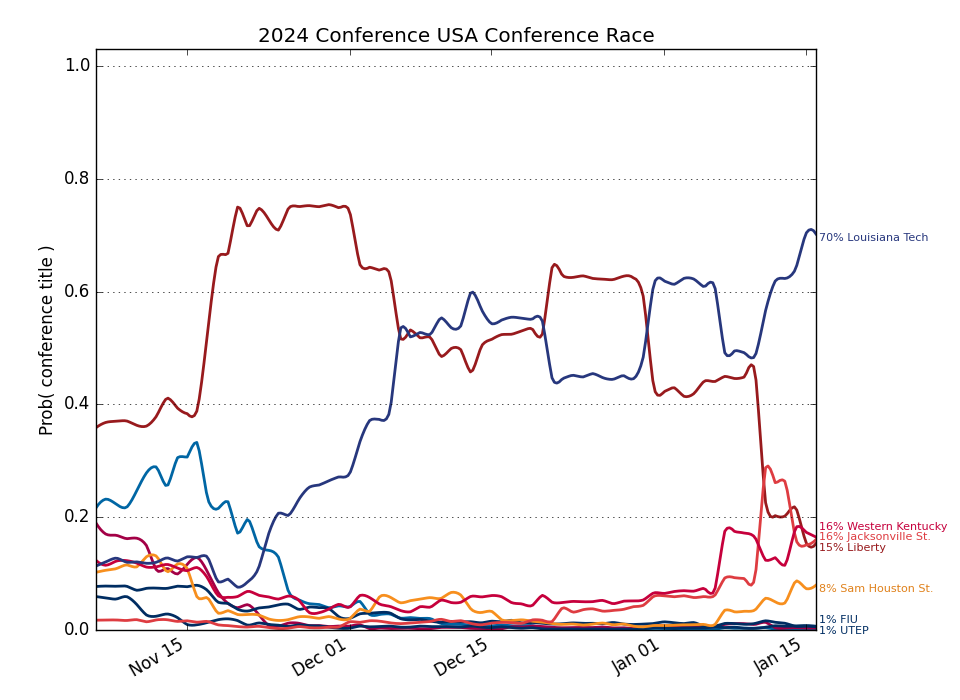 2024 Conference USA Conference Race
Prob( conference title )
1.0
0.8
0.6
0.4
0.2
0.0
70% Louisiana Tech
16% Western Kentucky
16% Jacksonville St.
15% Liberty
8% Sam Houston St.
1% FIU
1% UTEP
Nov 15
Dec 01
Dec 15
Jan 01
Jan 15